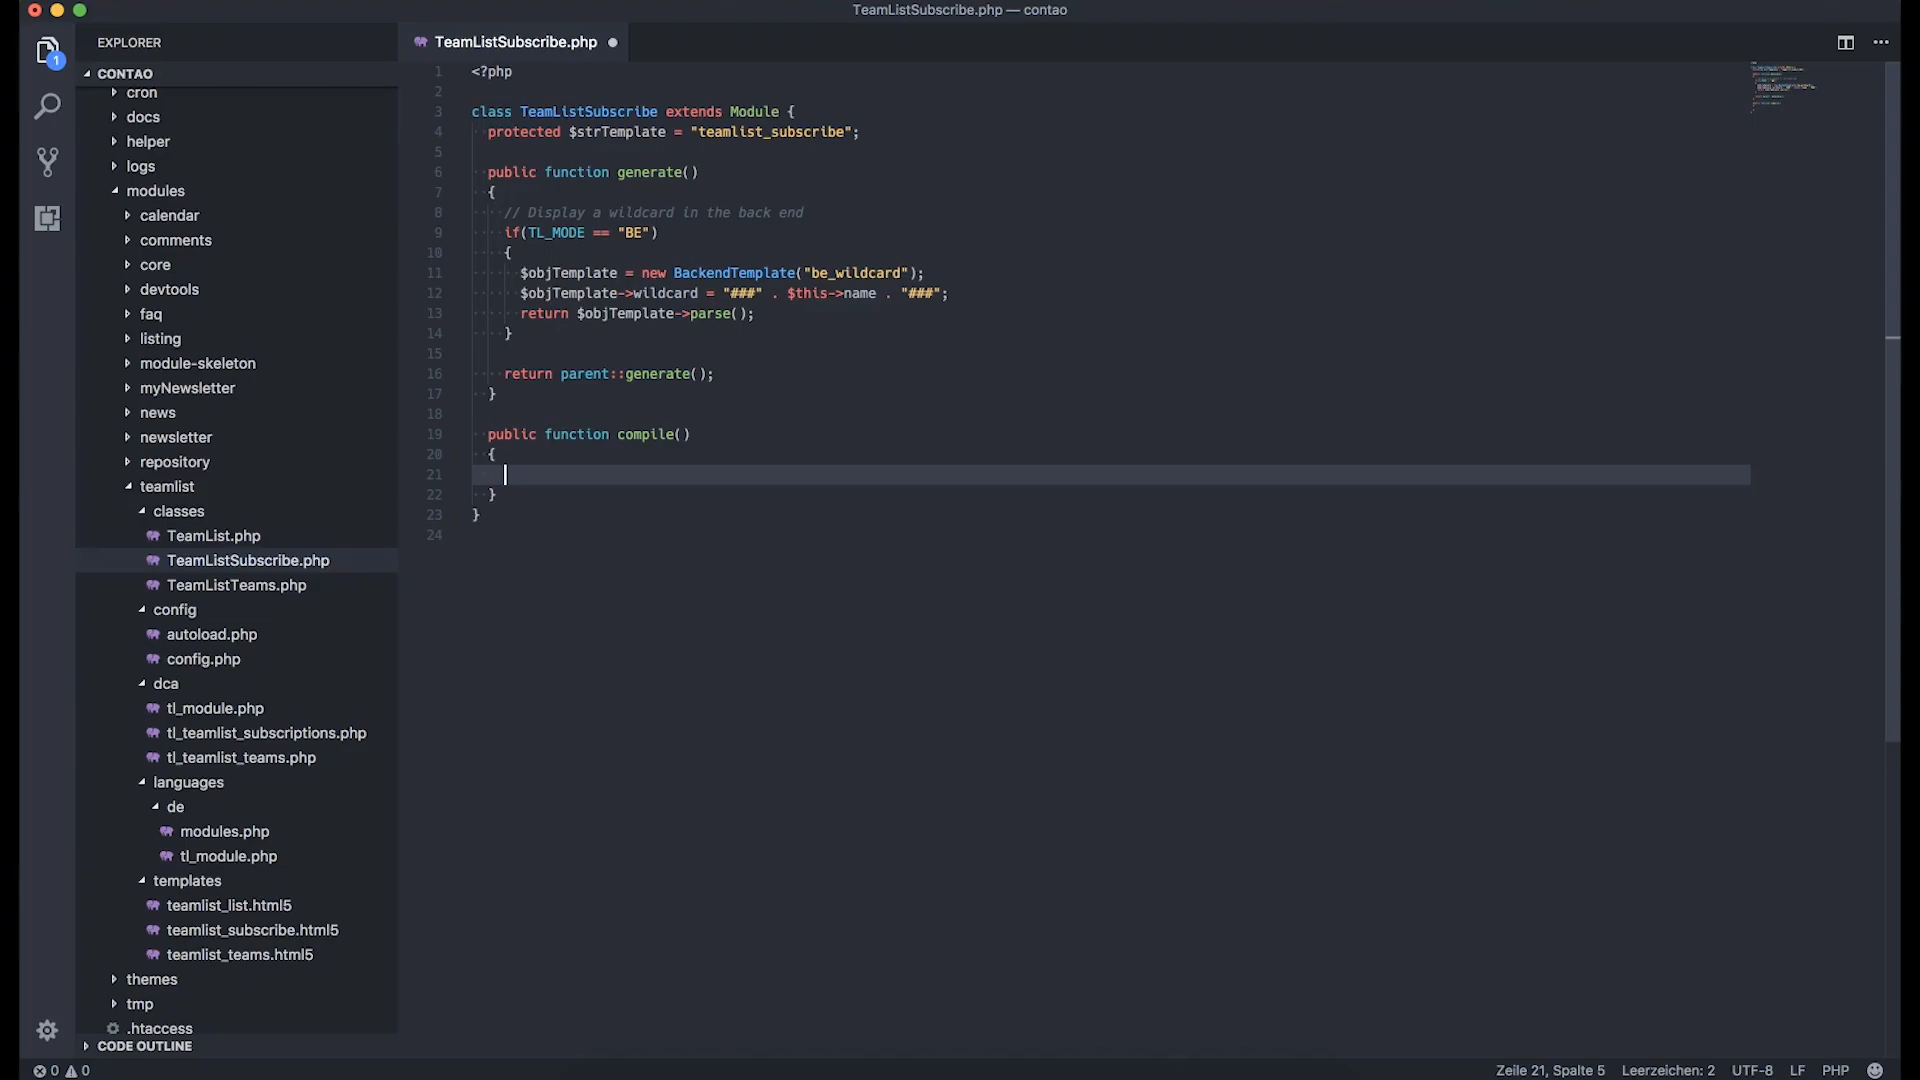 TeamListSubscribe.php — contao
EXPLORER
TeamListSubscribe.php
1
CONTAO
cron
docs
helper
logs
modules
calendar
comments
core
devtools
faq
listing
module-skeleton
myNewsletter
news
newsletter
repository
teamlist
classes
TeamList.php
TeamListSubscribe.php
TeamListTeams.php
config
autoload.php
config.php
dca
tl_module.php
tl_teamlist_subscriptions.php
tl_teamlist_teams.php
languages
de
modules.php
tl_module.php
templates
teamlist_list.html5
teamlist_subscribe.html5
teamlist_teams.html5
themes
tmp
.htaccess
CODE OUTLINE
1 <?php
2
3 class TeamListSubscribe extends Module {
4 protected $strTemplate = "teamlist_subscribe";
5
6 public function generate()
7 {
8 // Display a wildcard in the back end
9 if(TL_MODE == "BE")
10 {
11 $objTemplate = new BackendTemplate("be_wildcard");
12 $objTemplate->wildcard = "###" . $this->name . "###";
13 return $objTemplate->parse();
14 }
15
16 return parent::generate();
17 }
18
19 public function compile()
20 {
21
22 }
23 }
24
0 0
Zeile 21, Spalte 5 Leerzeichen: 2 UTF-8 LF PHP